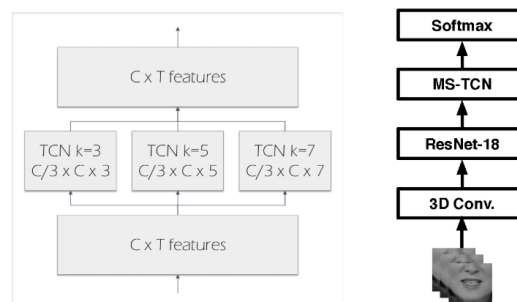 C x T features
TCN k=3
C/3 x C x 3
TCN k=5
C/3 x C x 5
TCN k=7
C/3 x C x 7
C x T features
Softmax
MS-TCN
ResNet-18
3D Conv.